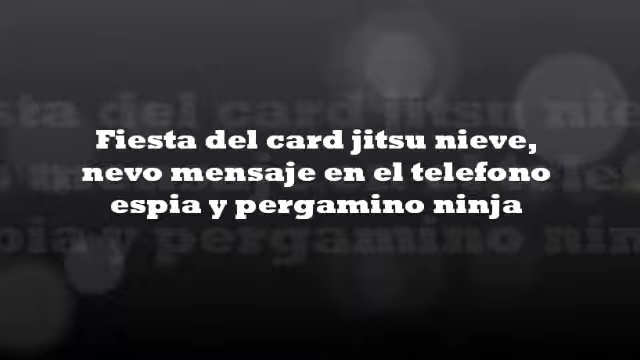 Fiesta del card jitsu nieve,
nevo mensaje en el telefono
espia y pergamino ninja